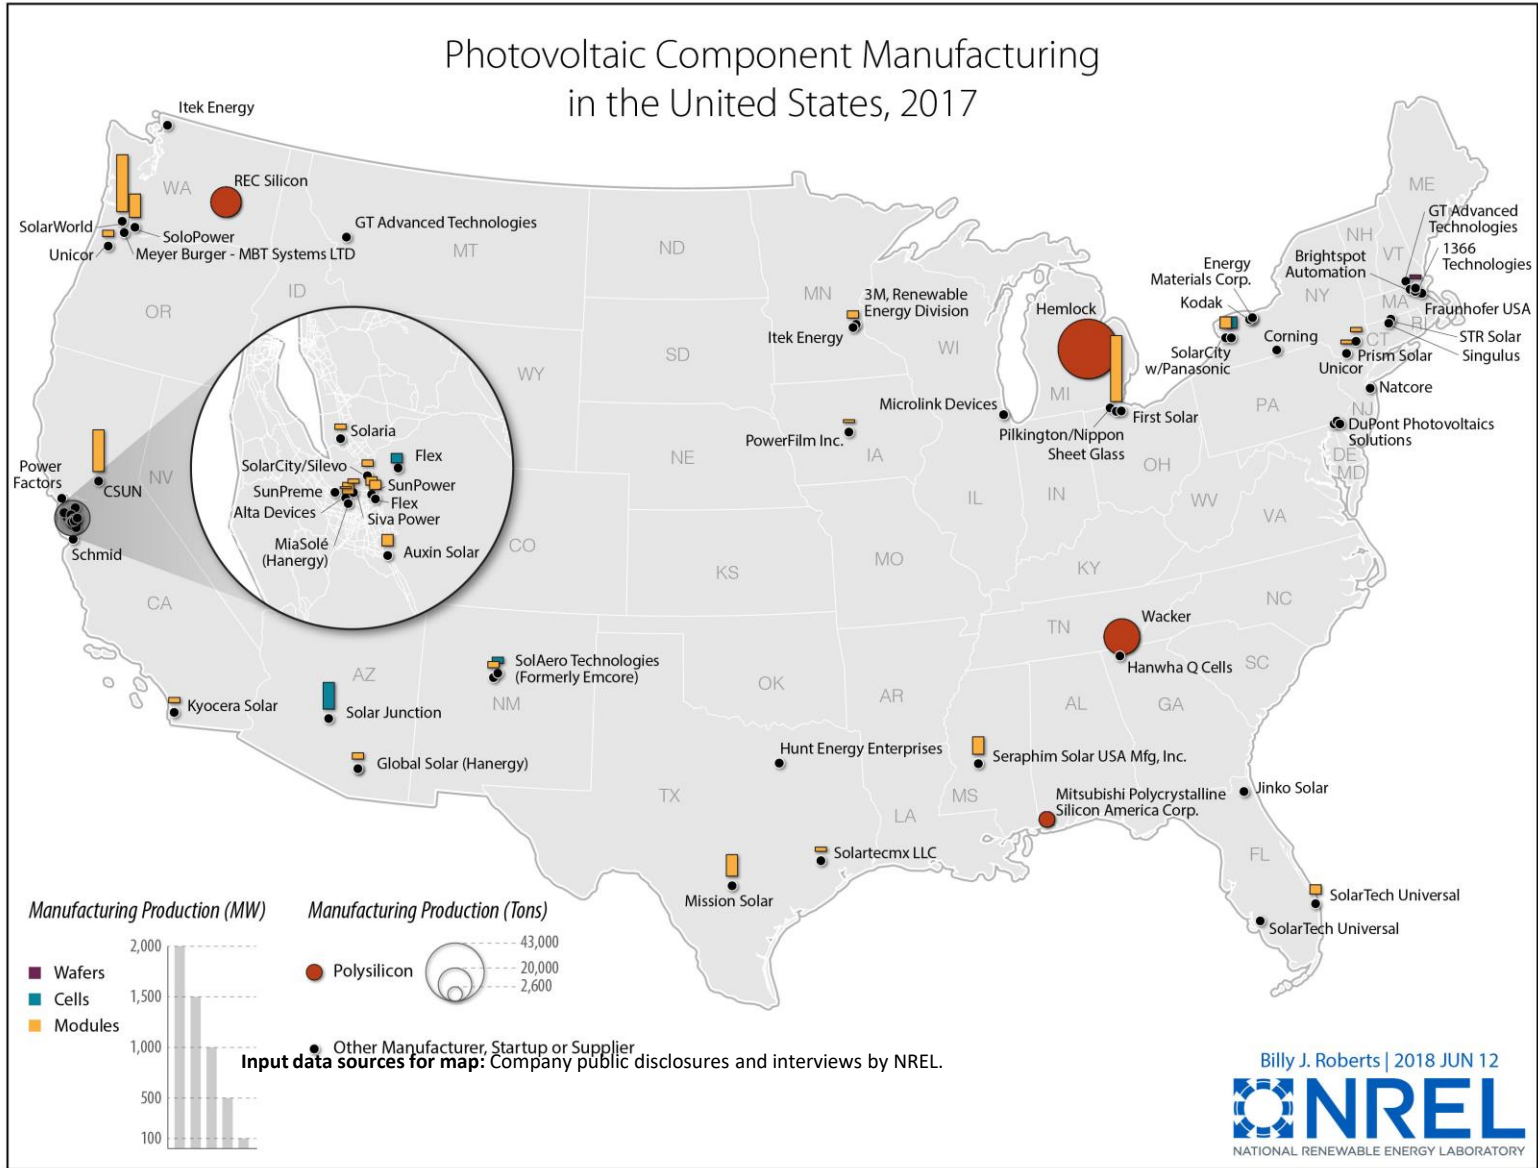 Photovoltaic Component Manufacturing
in the United States, 2017
Itek Energy
WA
REC Silicon
SolarWorld
SoloPower
Unicor
Meyer Burger - MBT Systems LTD
GT Advanced Technologies
MT
ND
ID
OR
MN
3M, Renewable
Energy Division
Itek Energy
SD
WI
WY
Hemlock
MI
Microlink Devices
First Solar
Pilkington/Nippon
Sheet Glass
PowerFilm Inc.
IA
NE
ME
GT Advanced
Technologies
NH
VT
1366
Technologies
Brightspot
Automation
Energy
Materials Corp.
Kodak
NY
MA
RI
Fraunhofer USA
CT
STR Solar
Singulus
Corning
Prism Solar
Unicor
SolarCity
w/Panasonic
Natcore
PA
NJ
DuPont Photovoltaics
Solutions
DE
MD
OH
IL
IN
WV
VA
NV
Power
Factors
CSUN
Schmid
CA
Solaria
SolarCity/Silevo
Flex
SunPreme
SunPower
Alta Devices
Flex
Siva Power
MiaSolé
(Hanergy)
Auxin Solar
CO
KS
MO
KY
NC
TN
Wacker
Hanwha Q Cells
SC
AZ
SolAero Technologies
(Formerly Emcore)
NM
OK
AR
AL
GA
Kyocera Solar
Solar Junction
Global Solar (Hanergy)
Hunt Energy Enterprises
Seraphim Solar USA Mfg, Inc.
TX
MS
LA
Mitsubishi Polycrystalline
Silicon America Corp.
Jinko Solar
FL
Solartecmx LLC
Mission Solar
SolarTech Universal
SolarTech Universal
Manufacturing Production (MW)
2,000
1,500
1,000
500
100
Wafers
Cells
Modules
Manufacturing Production (Tons)
Polysilicon
43,000
20,000
2,600
Other Manufacturer, Startup or Supplier
Input data sources for map: Company public disclosures and interviews by NREL.
Billy J. Roberts | 2018 JUN 12
NREL
NATIONAL RENEWABLE ENERGY LABORATORY